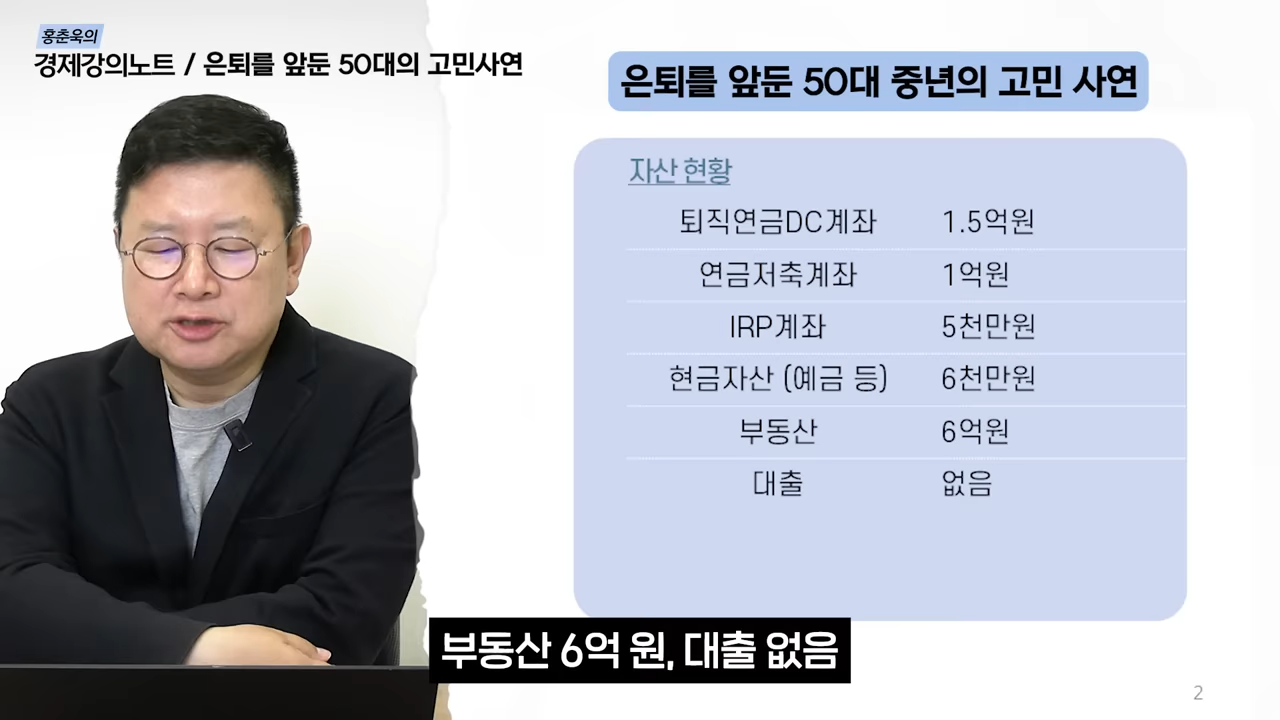 홍춘욱의
경제강의노트 / 은퇴를 앞둔 50대의 고민사연
은퇴를 앞둔 50대 중년의 고민 사연
자산 현황
퇴직연금DC계좌 1.5억원
연금저축계좌 1억원
IRP계좌 5천만원
현금자산 (예금 등) 6천만원
부동산 6억원
대출 없음
부동산 6억 원, 대출 없음
2